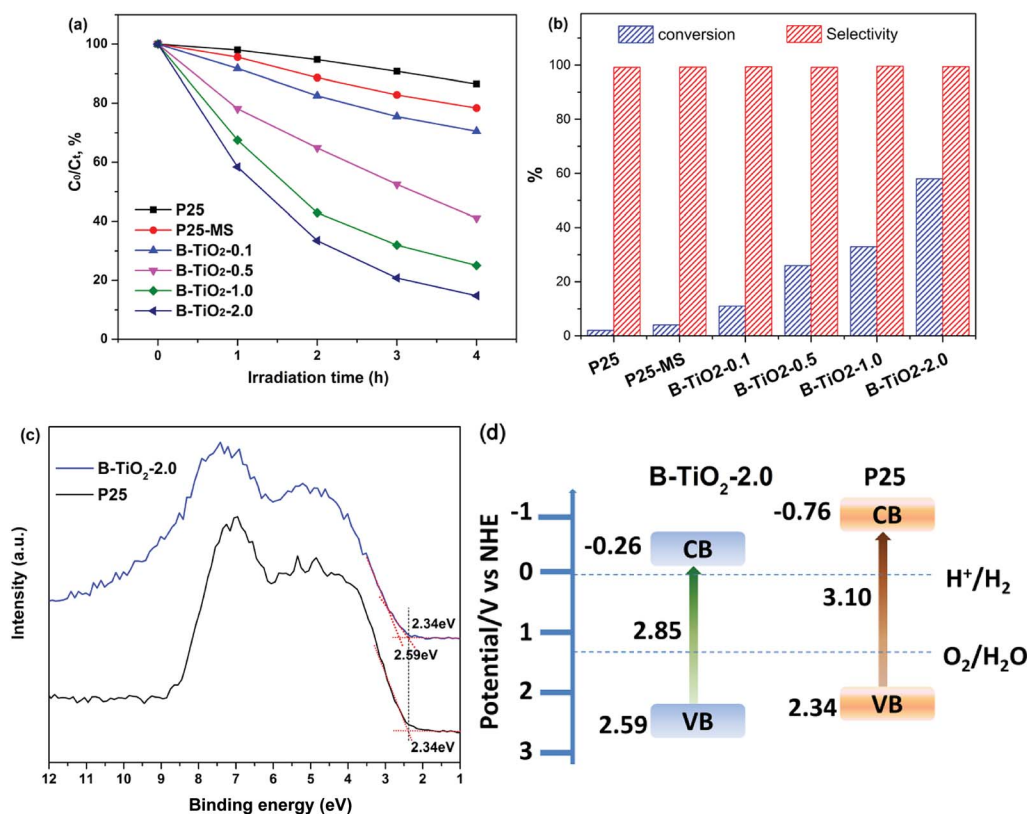 (a)
100
80
60
40
20
0
C₀/Cₜ, %
P25
P25-MS
B-TiO₂-0.1
B-TiO₂-0.5
B-TiO₂-1.0
B-TiO₂-2.0
0 1 2 3 4
Irradiation time (h)
(b)
conversion Selectivity
100
80
60
40
20
0
%
P25 P25-MS B-TiO2-0.1 B-TiO2-0.5 B-TiO2-1.0 B-TiO2-2.0
(c)
B-TiO₂-2.0
P25
Intensity (a.u.)
2.34eV
2.59eV
2.34eV
12 11 10 9 8 7 6 5 4 3 2 1
Binding energy (eV)
(d)
B-TiO₂-2.0 P25
Potential/V vs NHE
-1
0
1
2
3
-0.76 CB
-0.26 CB
H⁺/H₂
2.85 3.10
O₂/H₂O
2.59 VB
2.34 VB